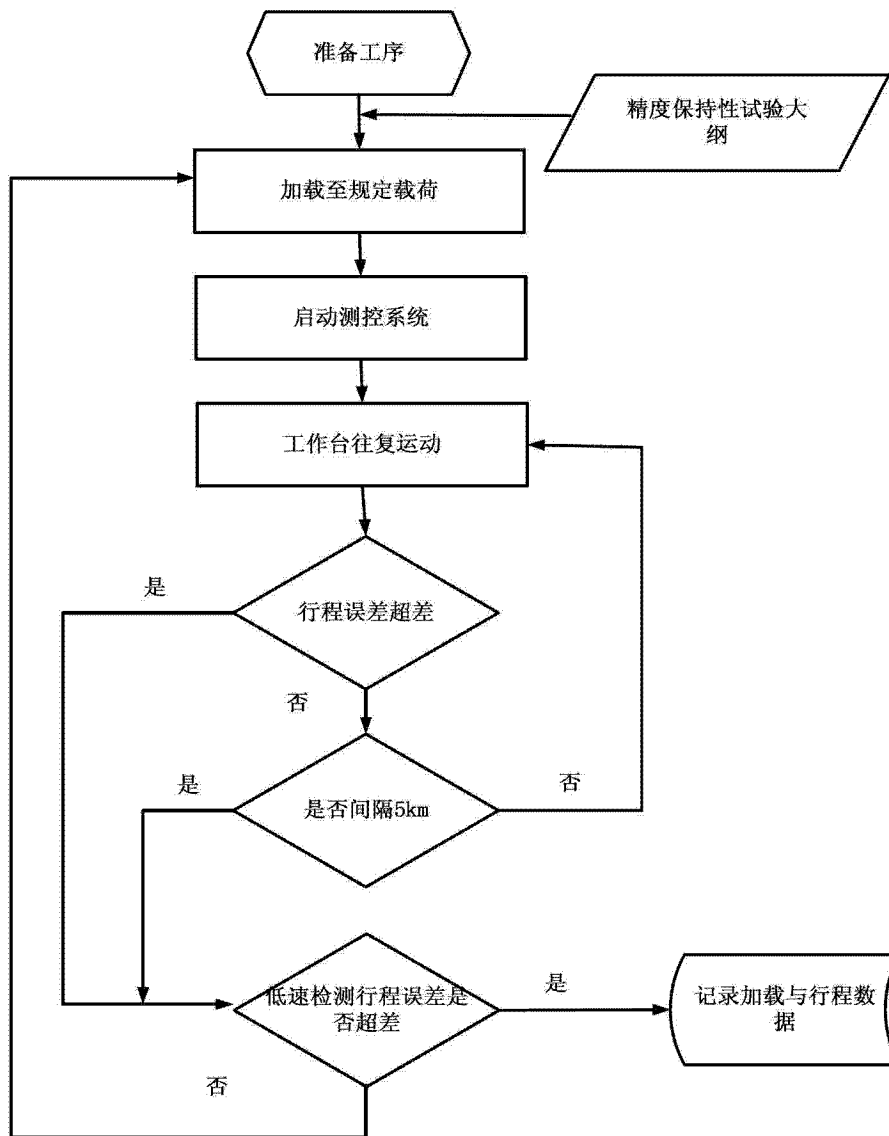 准备工序
精度保持性试验大
纲
加载至规定载荷
启动测控系统
工作台往复运动
是
行程误差超差
否
是
否
是否间隔5km
低速检测行程误差是
否超差
是
记录加载与行程数
据
否